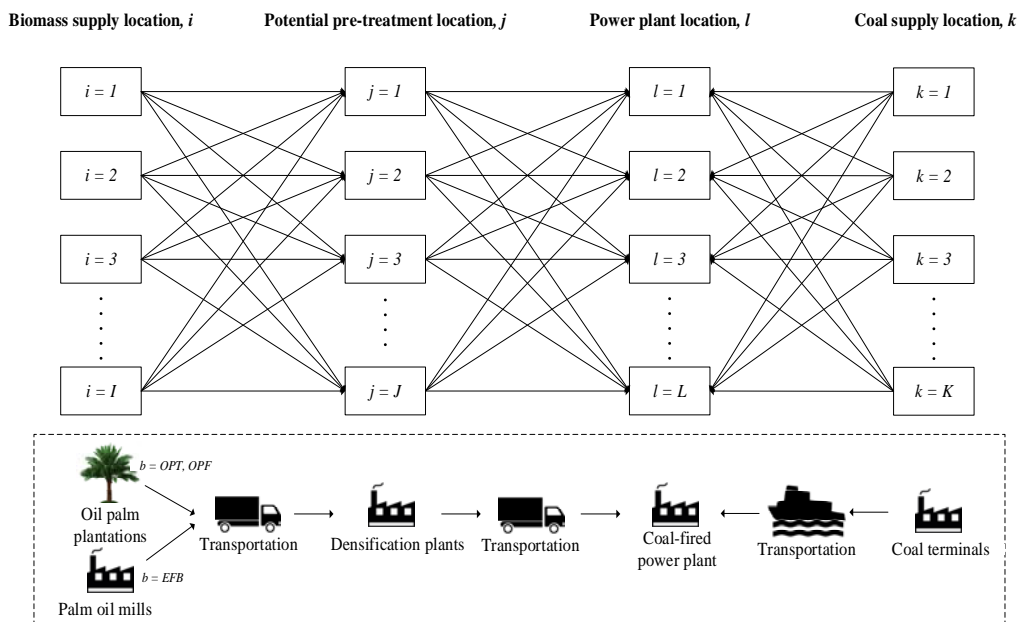 Biomass supply location, i
Potential pre-treatment location, j
Power plant location, l
Coal supply location, k
i = 1
j = 1
l = 1
k = 1
i = 2
j = 2
l = 2
k = 2
i = 3
j = 3
l = 3
k = 3
i = I
j = J
l = L
k = K
b = OPT, OPF
Oil palm
plantations
Transportation
Densification plants
Transportation
Coal-fired
power plant
Transportation
Coal terminals
b = EFB
Palm oil mills